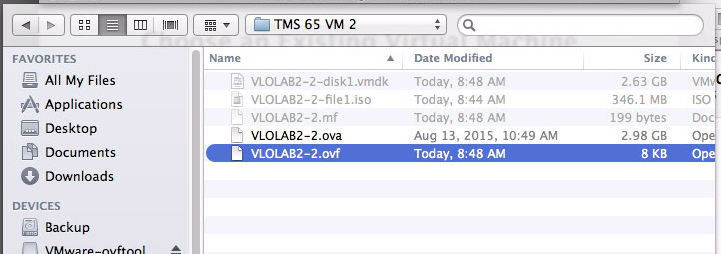 TMS 65 VM 2
Choose an Existing Virtual Machine
FAVORITES
All My Files
Applications
Desktop
Documents
Downloads
DEVICES
Backup
VMware-ovftool
Name Date Modified Size Kind
VLOLAB2-2-disk1.vmdk Today, 8:48 AM 2.63 GB VMw
VLOLAB2-2-file1.iso Today, 8:44 AM 346.1 MB ISO
VLOLAB2-2.mf Today, 8:48 AM 199 bytes Doc
VLOLAB2-2.ova Aug 13, 2015, 10:49 AM 2.98 GB Ope
VLOLAB2-2.ovf Today, 8:48 AM 8 KB Ope